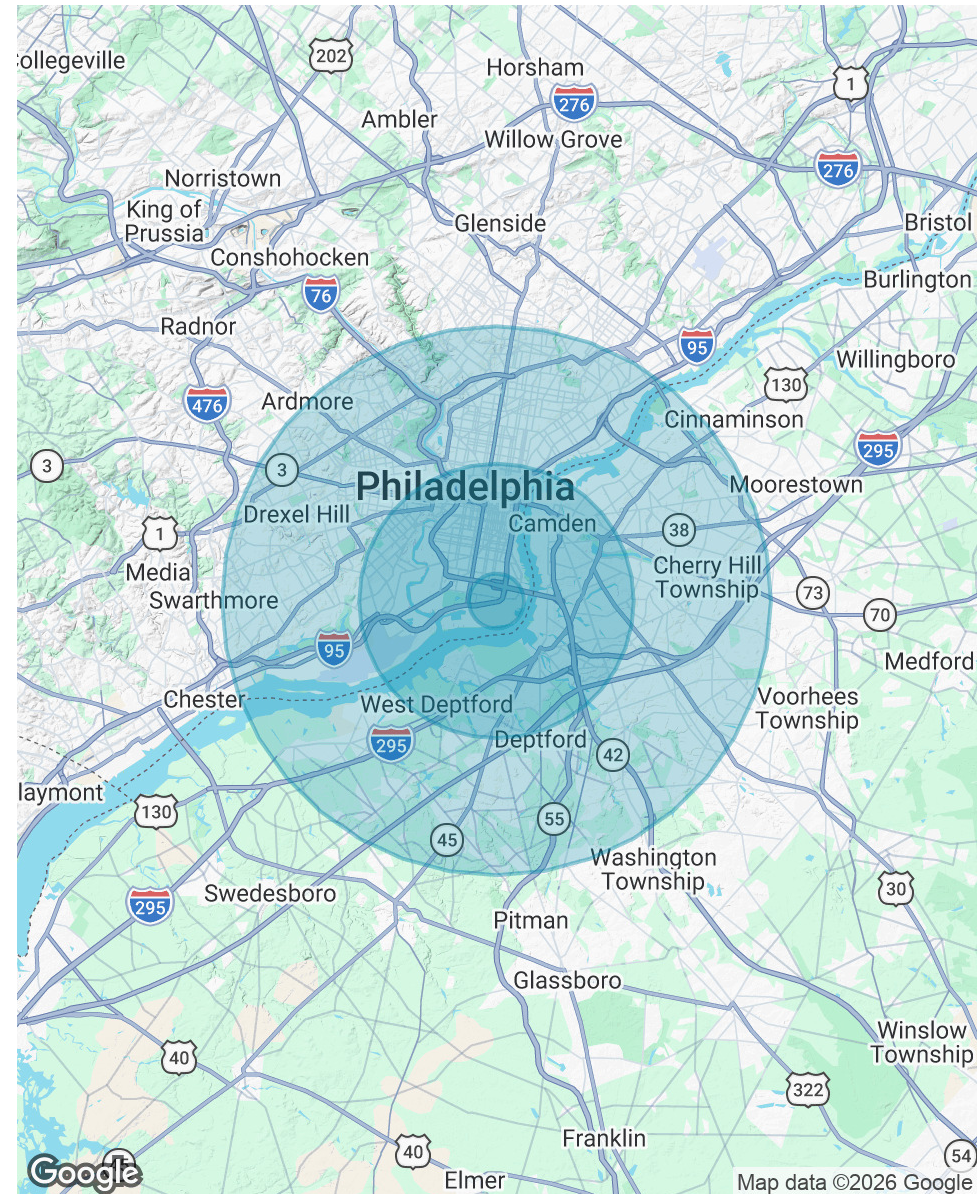 Collegeville
202
Horsham
1
276
Ambler
Willow Grove
276
Norristown
King of
Prussia
Glenside
Bristol
Conshohocken
Burlington
76
Radnor
95
Willingboro
130
476
Ardmore
Cinnaminson
295
3
3
Philadelphia
Moorestown
Drexel Hill
Camden
38
1
Media
Cherry Hill
Township
Swarthmore
73
70
95
Medford
Chester
West Deptford
Voorhees
Township
295
Deptford
42
laymont
130
55
45
Washington
Township
Swedesboro
30
295
Pitman
Glassboro
Winslow
Township
40
322
Franklin
40
54
Google
Elmer
Map data ©2026 Google